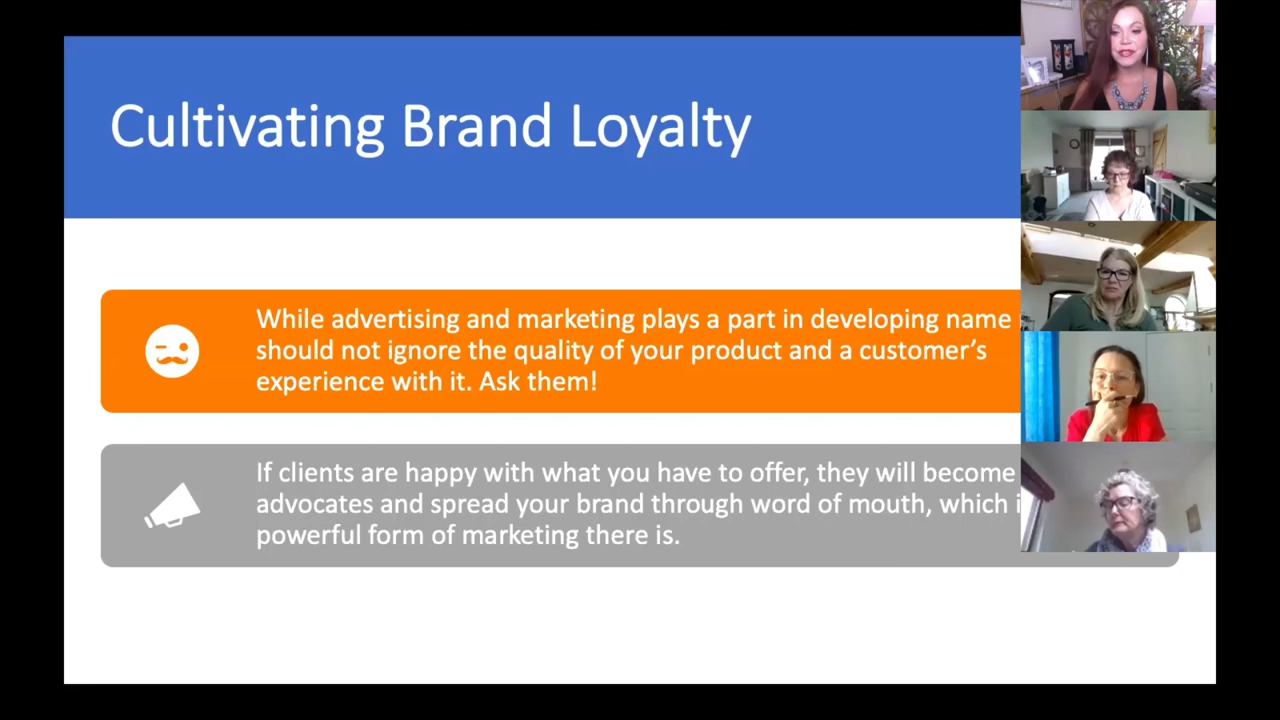 Cultivating Brand Loyalty
While advertising and marketing plays a part in developing name
should not ignore the quality of your product and a customer's
experience with it. Ask them!
If clients are happy with what you have to offer, they will become
advocates and spread your brand through word of mouth, which
powerful form of marketing there is.